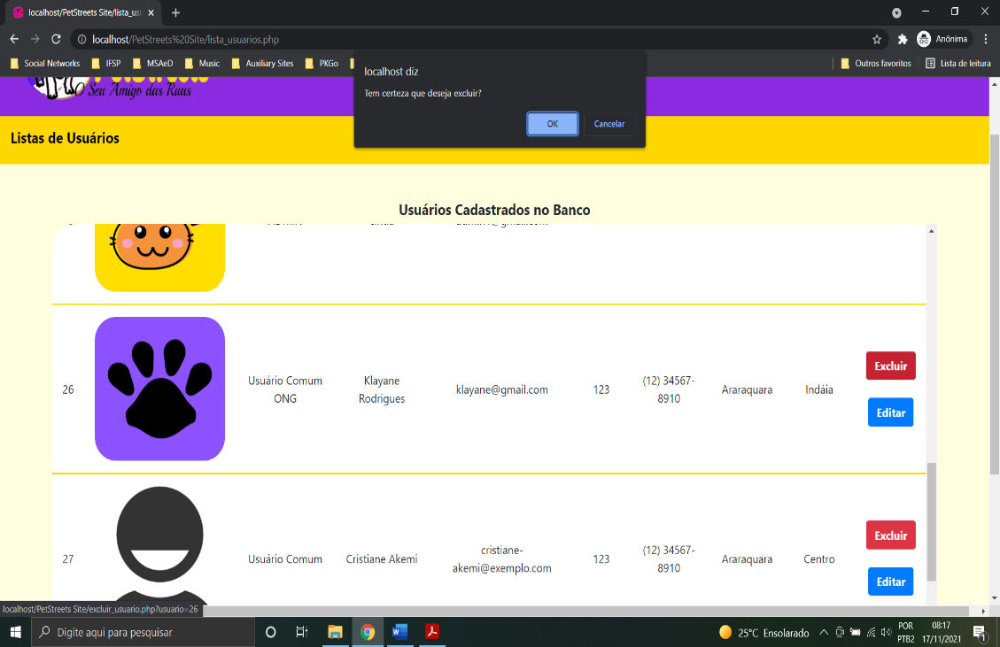 localhost/PetStreets Site/lista_usu
localhost/PetStreets%20Site/lista_usuarios.php
Anônima
Social Networks
IFSP
MSAeD
Music
Auxiliary Sites
PKGo
Outros favoritos
Lista de leitura
localhost diz
Tem certeza que deseja excluir?
OK
Cancelar
Seu Amigo das Ruas
Listas de Usuários
Usuários Cadastrados no Banco
26
Usuário Comum
ONG
Klayane
Rodrigues
klayane@gmail.com
123
(12) 34567-
8910
Araraquara
Indáia
Excluir
Editar
27
Usuário Comum
Cristiane Akemi
cristiane-
akemi@exemplo.com
123
(12) 34567-
8910
Araraquara
Centro
Excluir
Editar
localhost/PetStreets Site/excluir_usuario.php?usuario=26
Digite aqui para pesquisar
25°C Ensolarado
POR
PTB2
08:17
17/11/2021
1